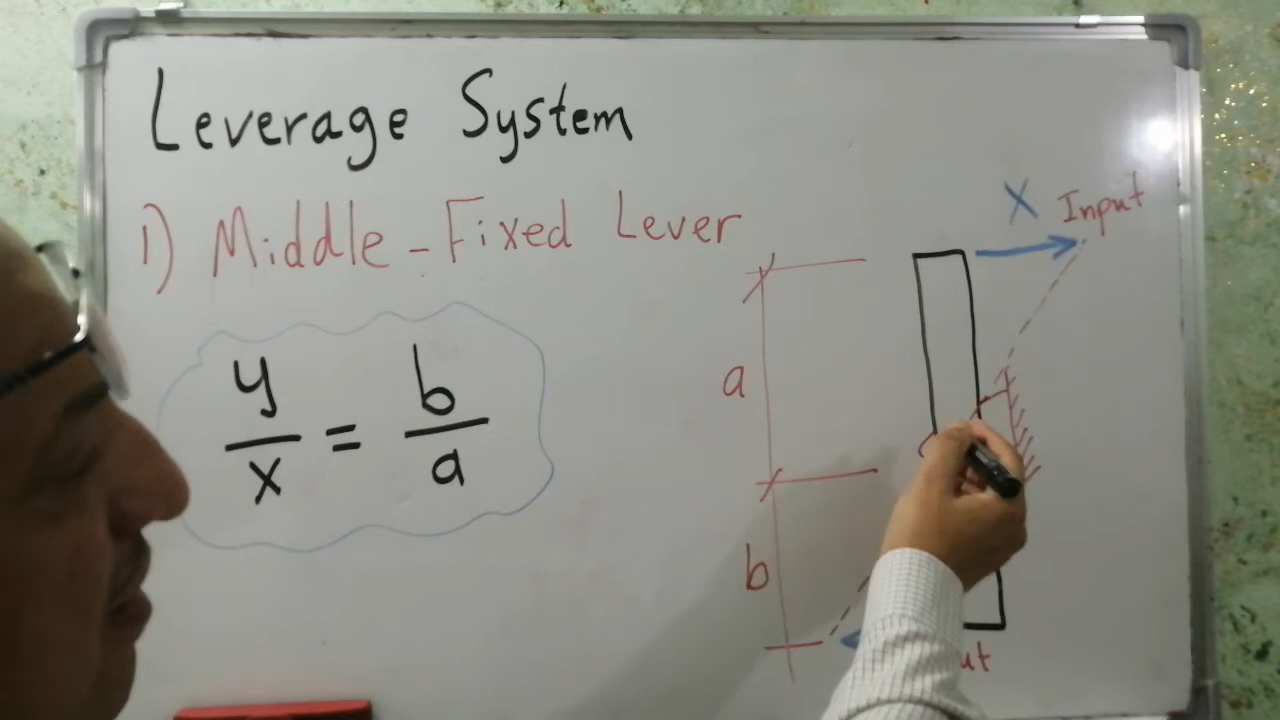 Leverage System
1) Middle-Fixed Lever
X Input
a
y/x = b/a
b